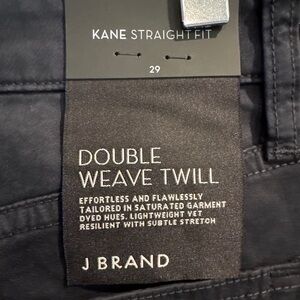 KANE STRAIGHT FIT
29
DOUBLE
WEAVE TWILL
EFFORTLESS AND FLAWLESSLY
TAILORED IN SATURATED GARMENT
DYED HUES. LIGHTWEIGHT YET
RESILIENT WITH SUBTLE STRETCH
J BRAND